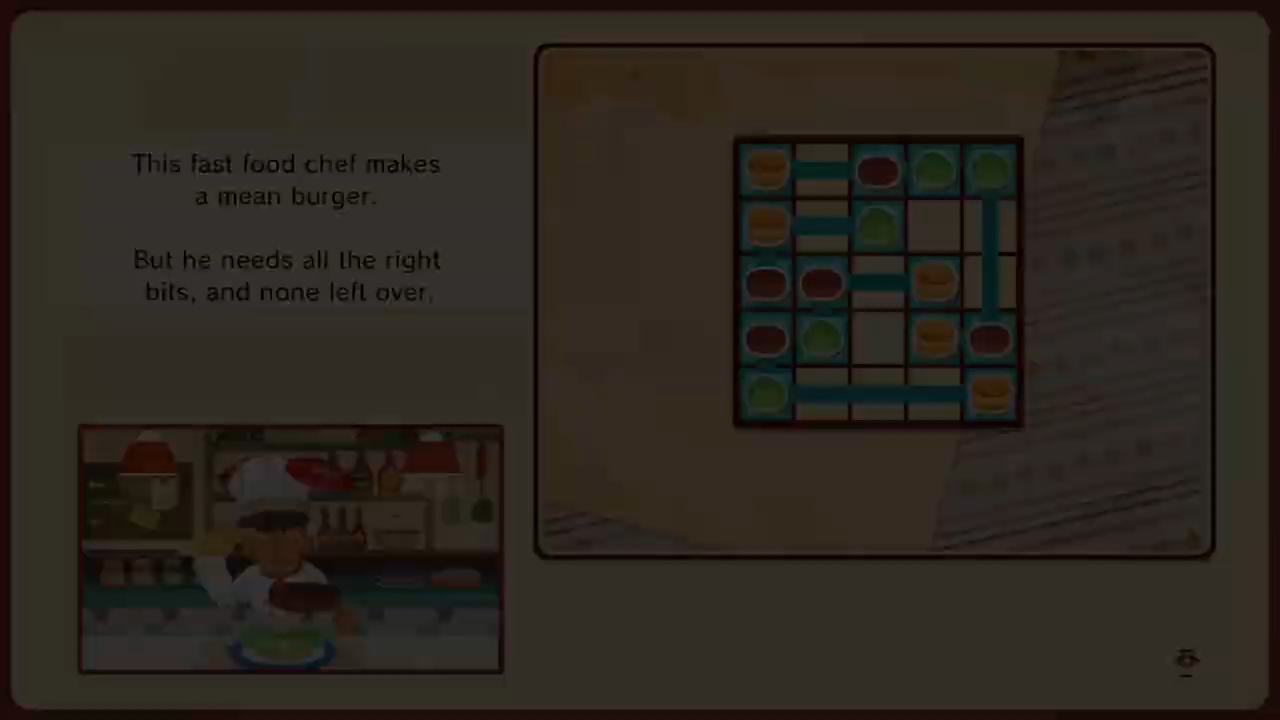 This fast food chef makes
a mean burger.
But he needs all the right
bits, and none left over.